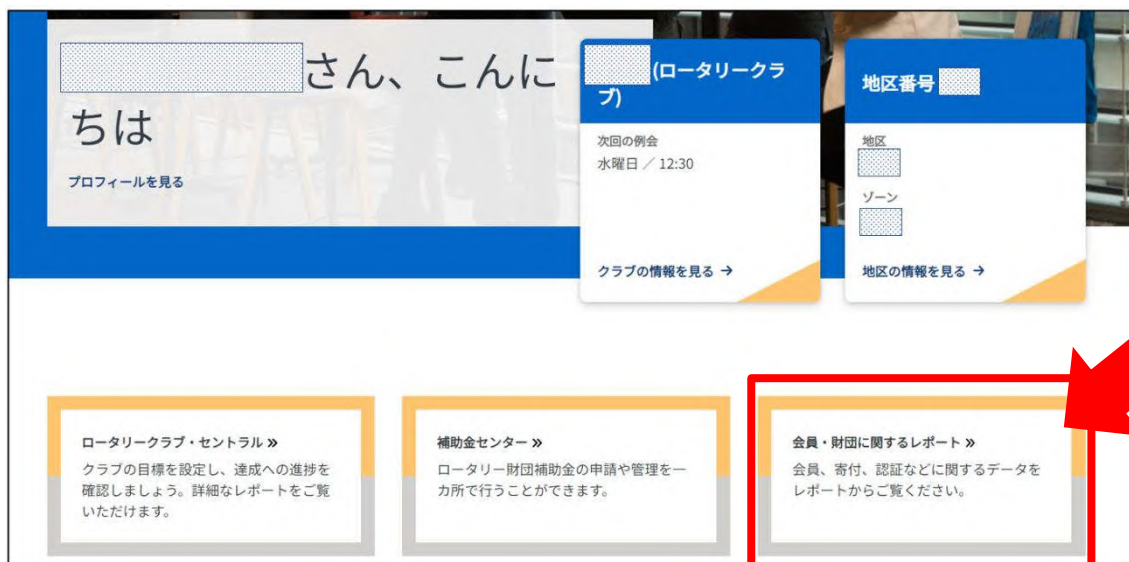 さん、こんに
ちは
プロフィールを見る
(ロータリークラ
ブ)
次回の例会
水曜日 ／ 12:30
クラブの情報を見る →
地区番号
地区
ゾーン
地区の情報を見る →
ロータリークラブ・セントラル »
クラブの目標を設定し、達成への進捗を
確認しましょう。詳細なレポートをご覧
いただけます。
補助金センター »
ロータリー財団補助金の申請や管理を一
カ所で行うことができます。
会員・財団に関するレポート »
会員、寄付、認証などに関するデータを
レポートからご覧ください。